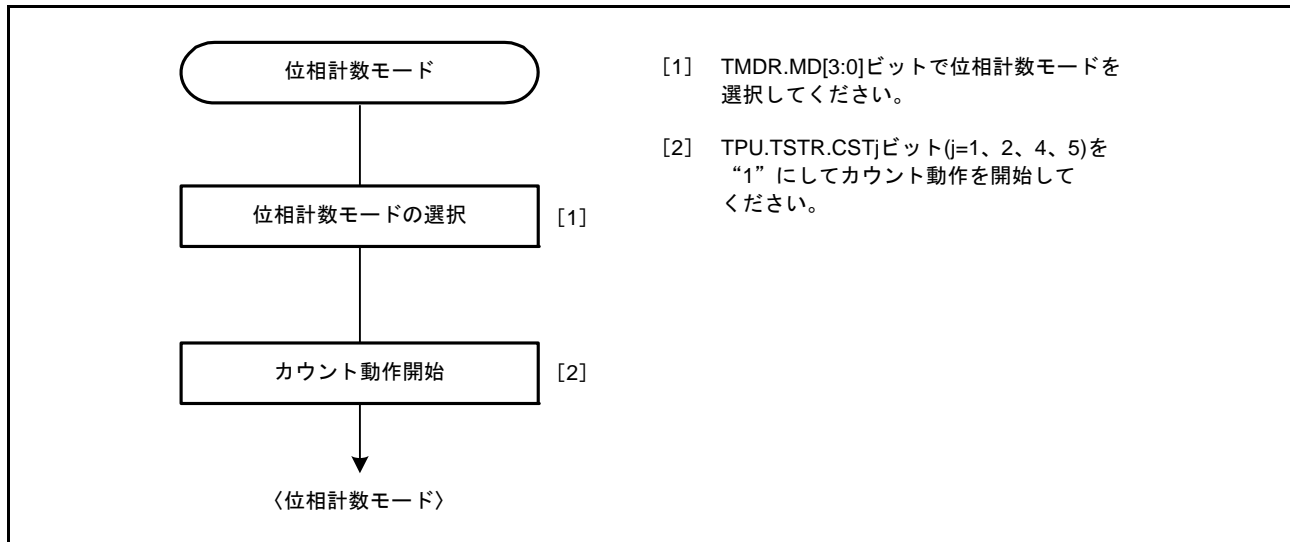 位相計数モード
位相計数モードの選択 [1]
カウント動作開始 [2]
〈位相計数モード〉
[1] TMDR.MD[3:0]ビットで位相計数モードを
選択してください。
[2] TPU.TSTR.CSTjビット(j=1、2、4、5)を
“1”にしてカウント動作を開始して
ください。